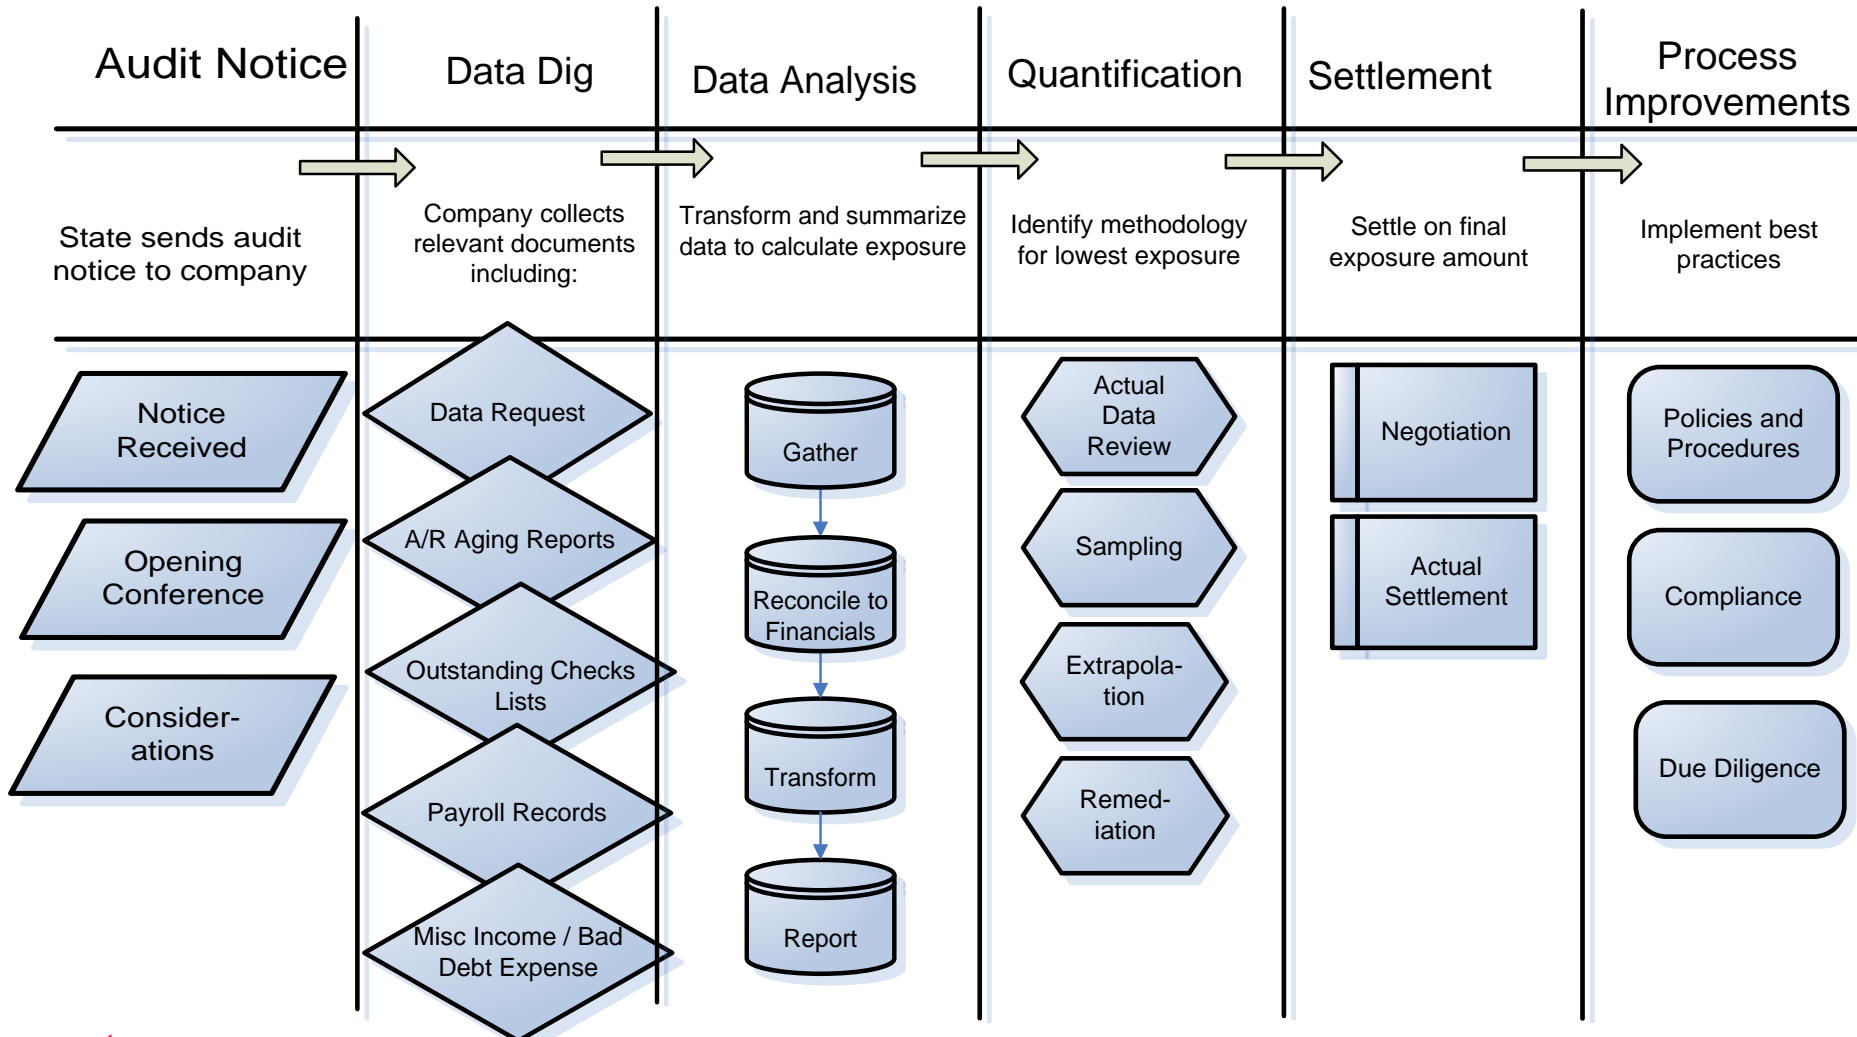 Audit Notice
Data Dig
Data Analysis
Quantification
Settlement
Process
Improvements
State sends audit
notice to company
Company collects
relevant documents
including:
Transform and summarize
data to calculate exposure
Identify methodology
for lowest exposure
Settle on final
exposure amount
Implement best
practices
Notice
Received
Opening
Conference
Consider-
ations
Data Request
A/R Aging Reports
Outstanding Checks
Lists
Payroll Records
Misc Income / Bad
Debt Expense
Gather
Reconcile to
Financials
Transform
Report
Actual
Data
Review
Sampling
Extrapola-
tion
Remed-
iation
Negotiation
Actual
Settlement
Policies and
Procedures
Compliance
Due Diligence